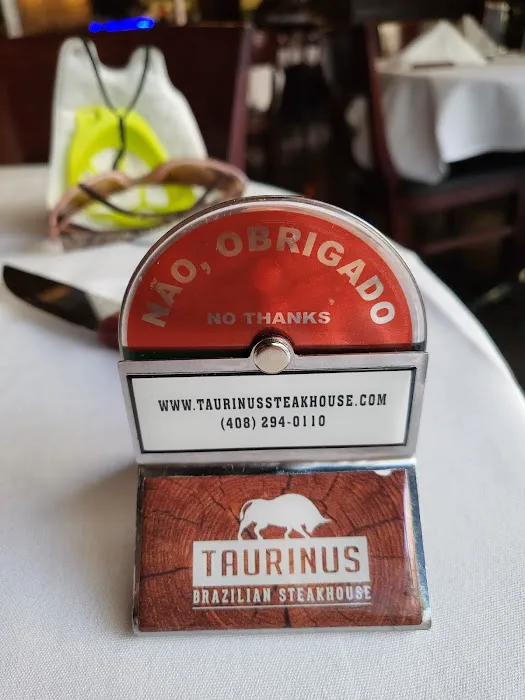 NÃO, OBRIGADO
NO THANKS
WWW.TAURINUSSTEAKHOUSE.COM
(408) 294-0110
TAURINUS
BRAZILIAN STEAKHOUSE